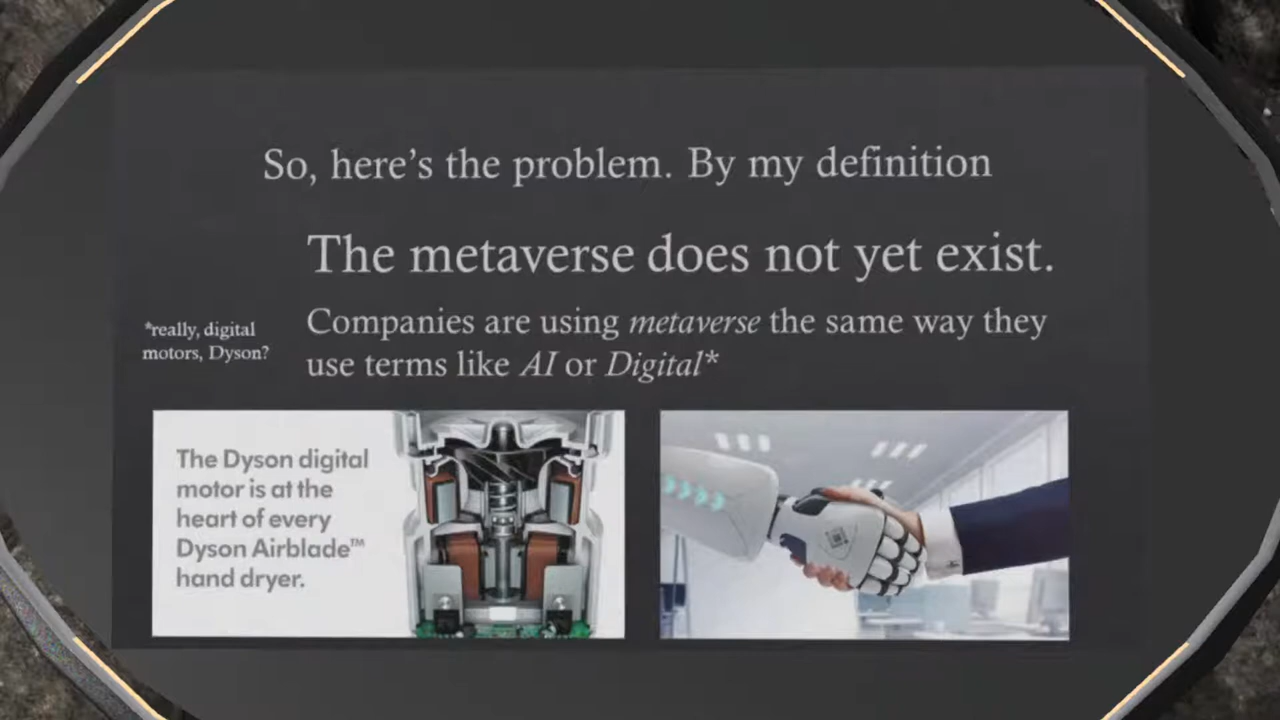 So, here's the problem. By my definition
The metaverse does not yet exist.
*really, digital
motors, Dyson?
Companies are using metaverse the same way they
use terms like AI or Digital*
The Dyson digital
motor is at the
heart of every
Dyson Airblade™
hand dryer.